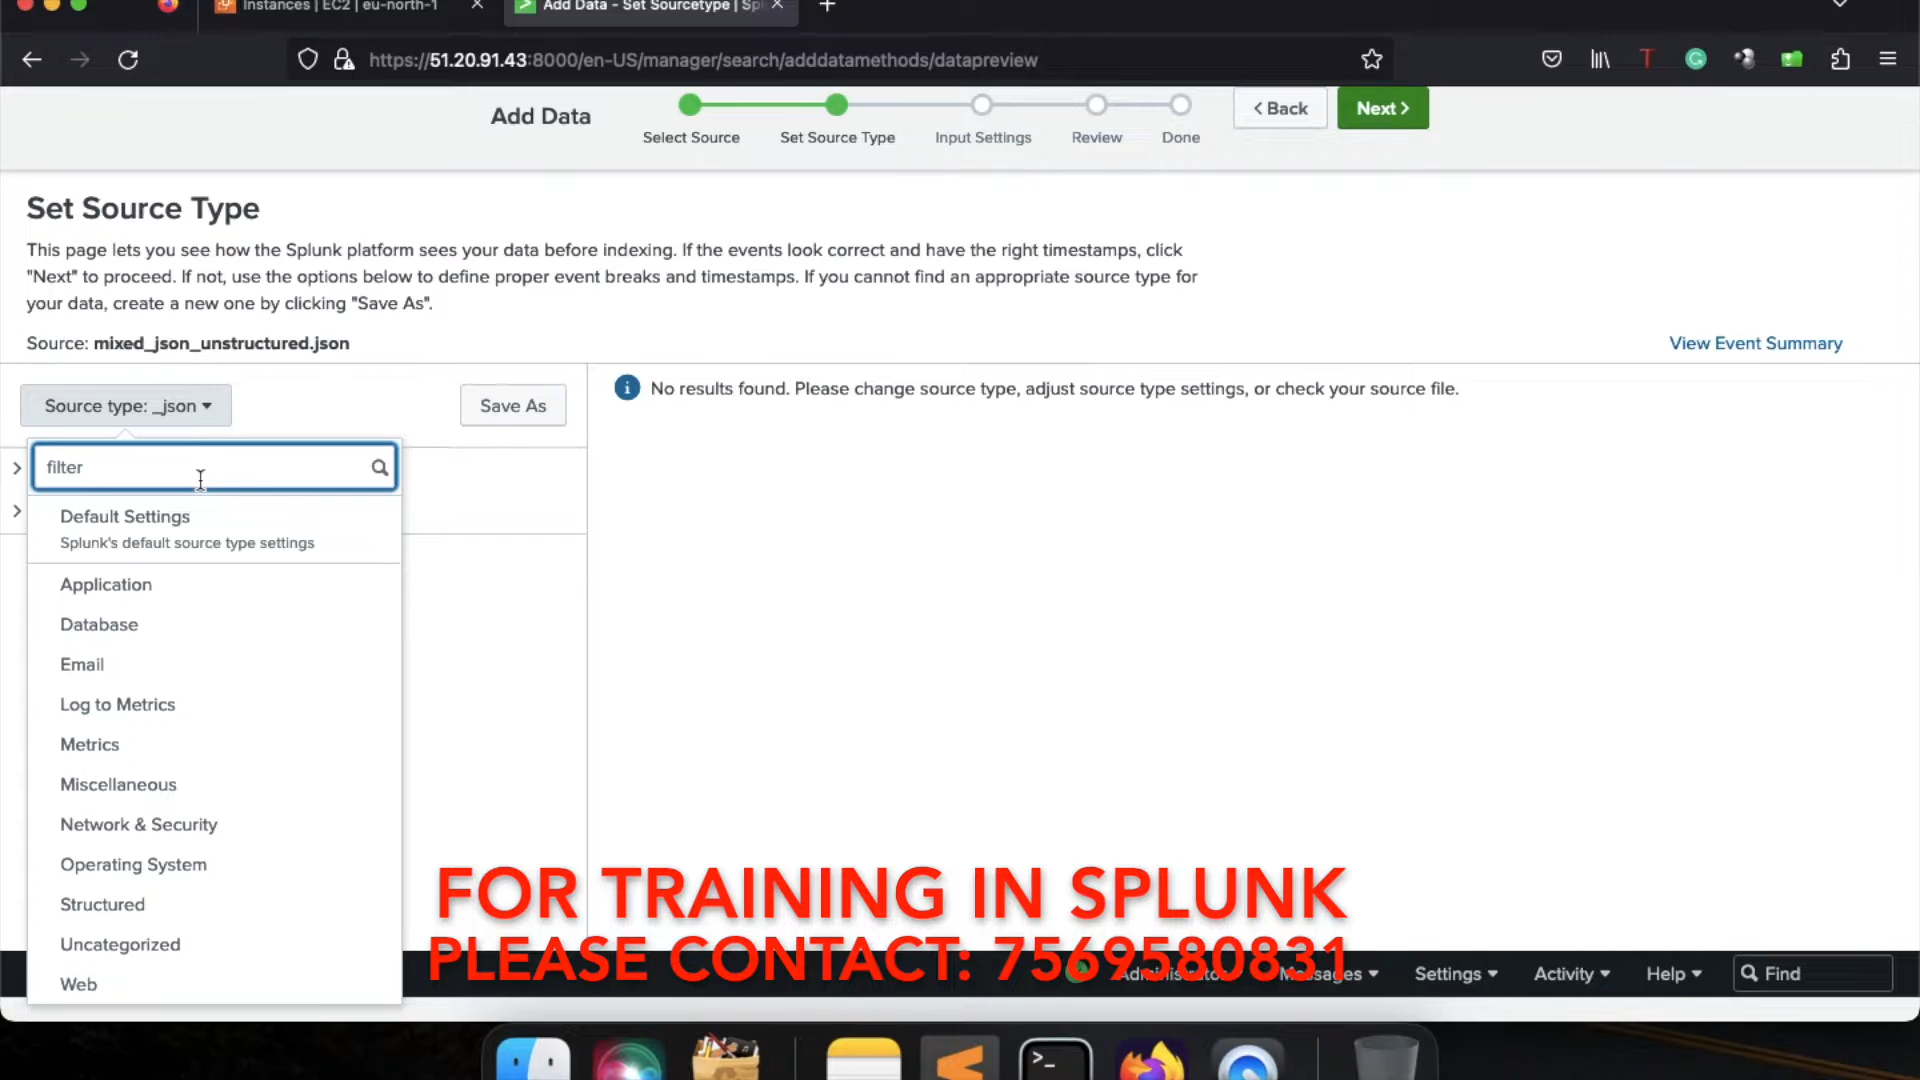 Instances | EC2 | eu-north-1
Add Data - Set Sourcetype | Spl
https://51.20.91.43:8000/en-US/manager/search/adddatamethods/datapreview
Add Data
Select Source
Set Source Type
Input Settings
Review
Done
< Back
Next >
Set Source Type
This page lets you see how the Splunk platform sees your data before indexing. If the events look correct and have the right timestamps, click
"Next" to proceed. If not, use the options below to define proper event breaks and timestamps. If you cannot find an appropriate source type for
your data, create a new one by clicking "Save As".
Source: mixed_json_unstructured.json
View Event Summary
Source type: _json
Save As
No results found. Please change source type, adjust source type settings, or check your source file.
filter
Default Settings
Splunk's default source type settings
Application
Database
Email
Log to Metrics
Metrics
Miscellaneous
Network & Security
Operating System
Structured
Uncategorized
Web
FOR TRAINING IN SPLUNK
PLEASE CONTACT: 7569580831
Administrator
Messages
Settings
Activity
Help
Find